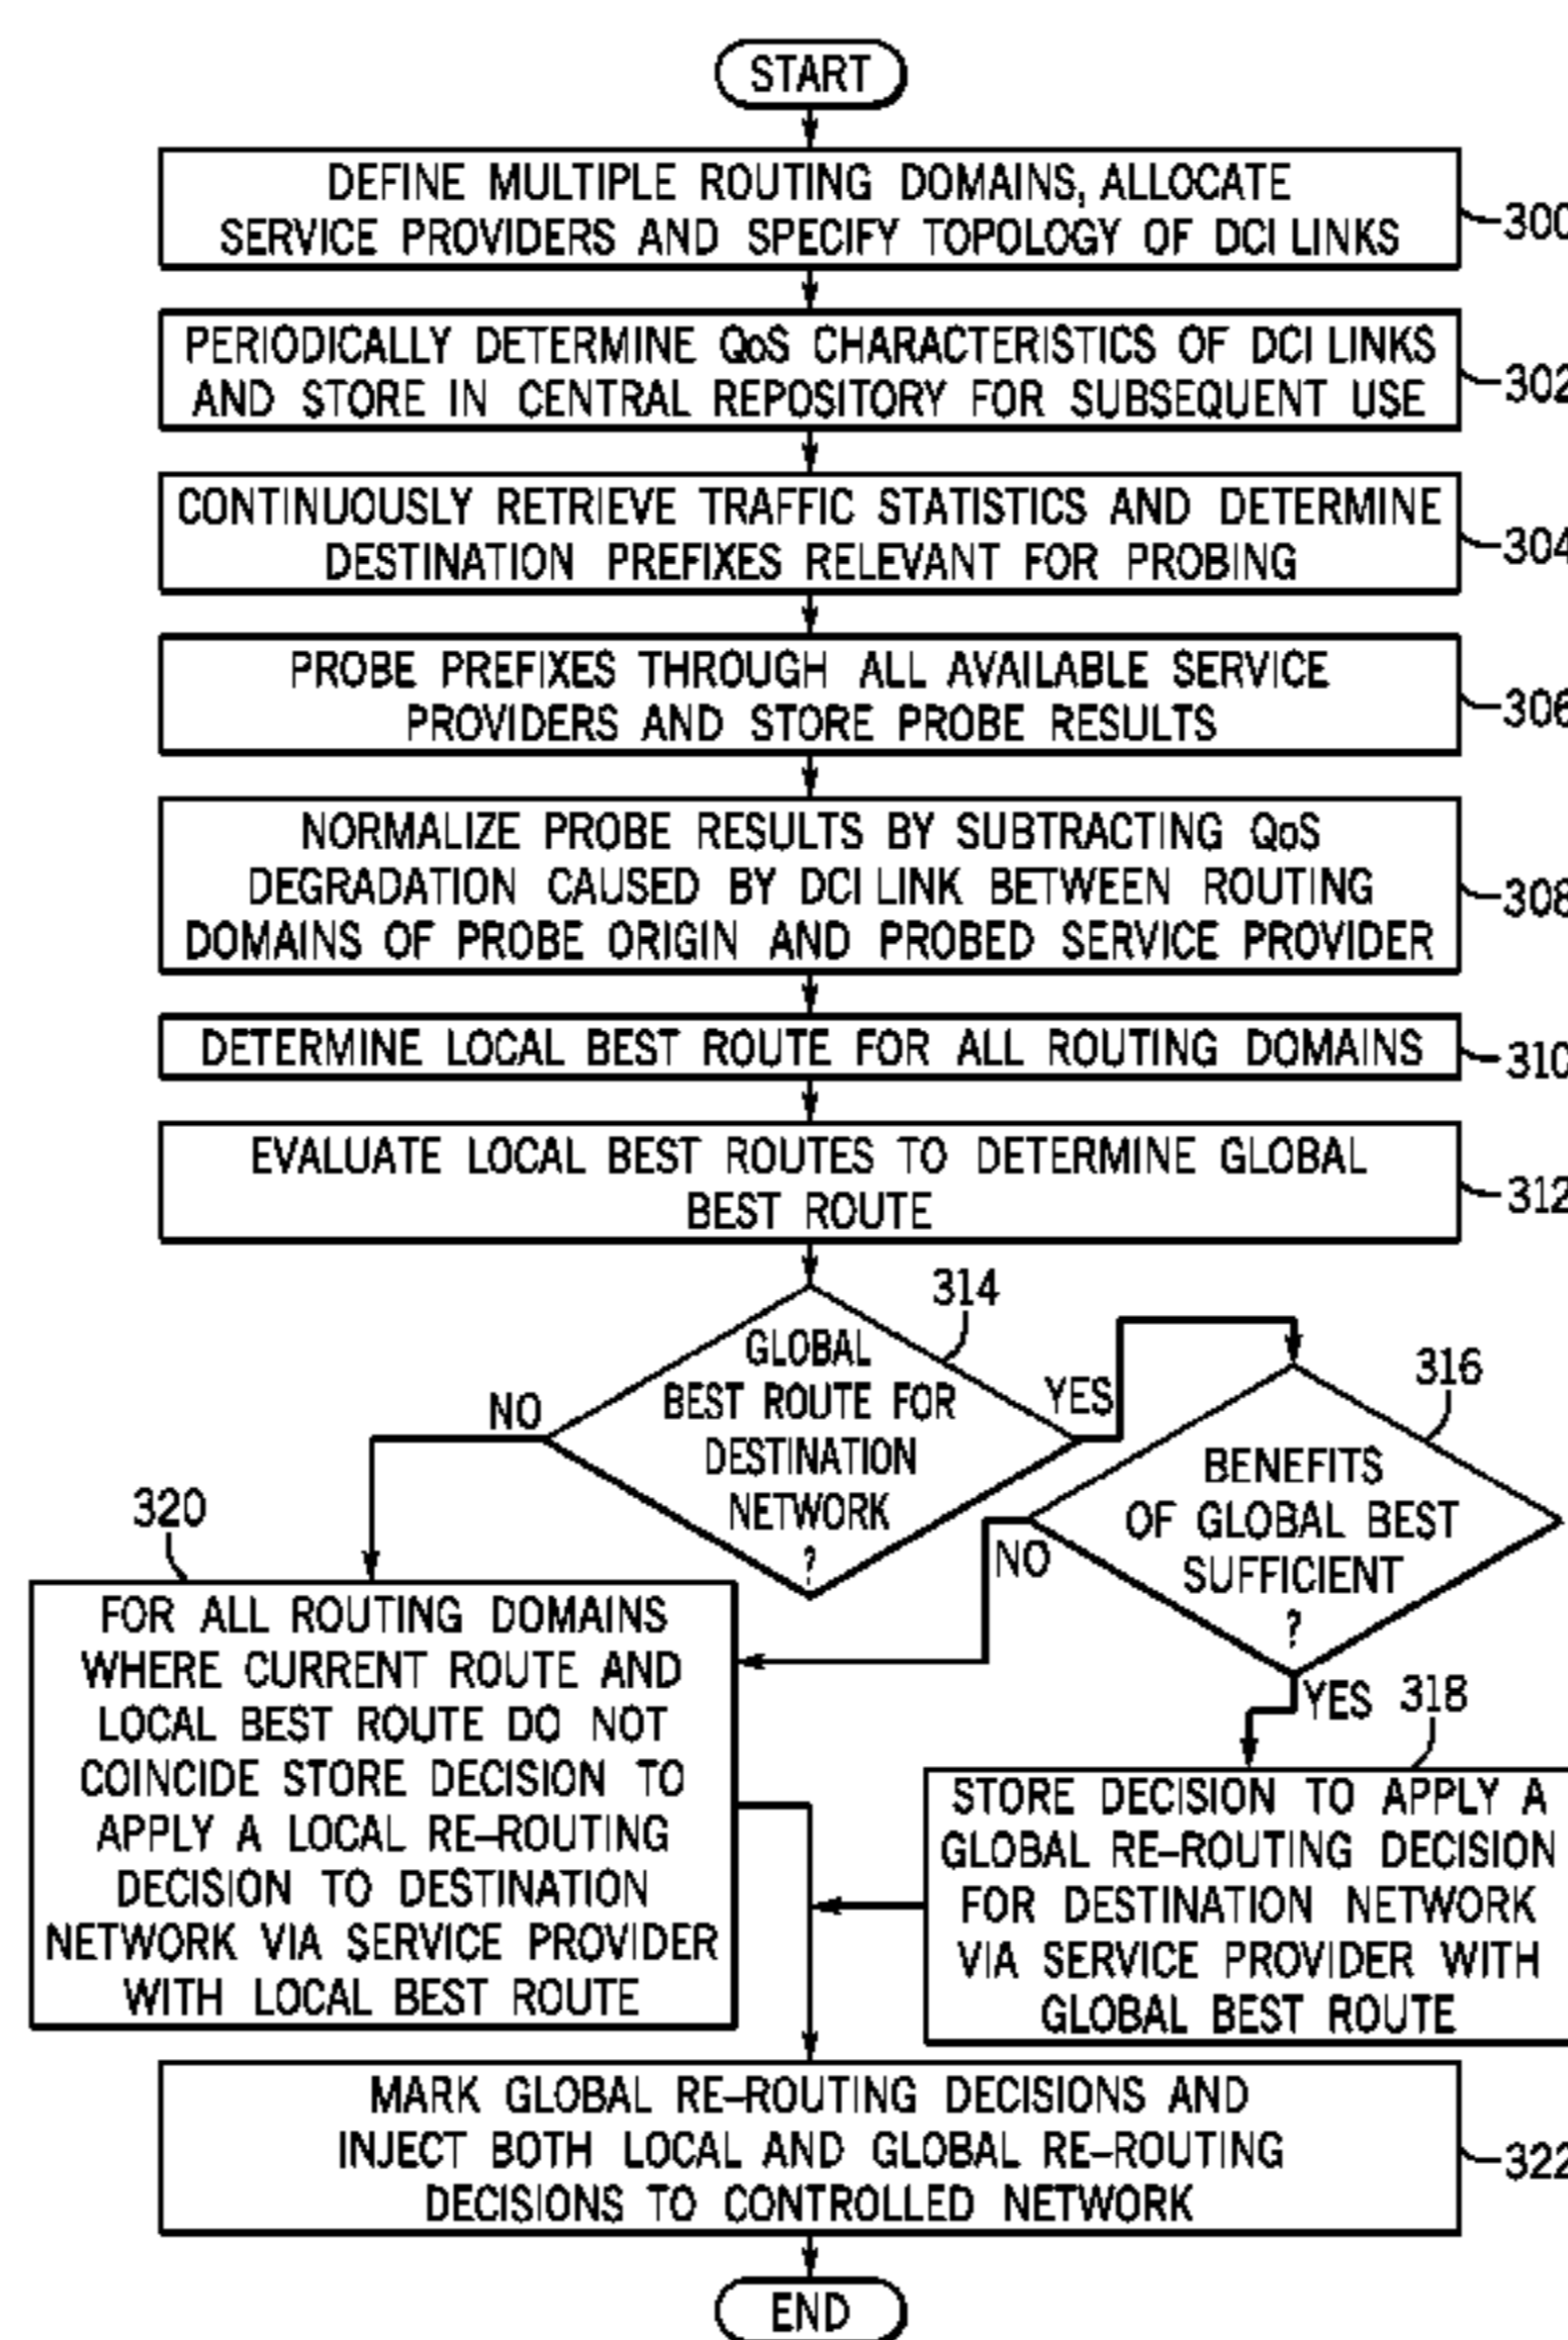 START
DEFINE MULTIPLE ROUTING DOMAINS, ALLOCATE
SERVICE PROVIDERS AND SPECIFY TOPOLOGY OF DCI LINKS
300
PERIODICALLY DETERMINE QoS CHARACTERISTICS OF DCI LINKS
AND STORE IN CENTRAL REPOSITORY FOR SUBSEQUENT USE
302
CONTINUOUSLY RETRIEVE TRAFFIC STATISTICS AND DETERMINE
DESTINATION PREFIXES RELEVANT FOR PROBING
304
PROBE PREFIXES THROUGH ALL AVAILABLE SERVICE
PROVIDERS AND STORE PROBE RESULTS
306
NORMALIZE PROBE RESULTS BY SUBTRACTING QoS
DEGRADATION CAUSED BY DCI LINK BETWEEN ROUTING
DOMAINS OF PROBE ORIGIN AND PROBED SERVICE PROVIDER
308
DETERMINE LOCAL BEST ROUTE FOR ALL ROUTING DOMAINS
310
EVALUATE LOCAL BEST ROUTES TO DETERMINE GLOBAL
BEST ROUTE
312
314
GLOBAL
BEST ROUTE FOR
DESTINATION
NETWORK
?
NO
YES
316
BENEFITS
OF GLOBAL BEST
SUFFICIENT
?
NO
YES
320
FOR ALL ROUTING DOMAINS
WHERE CURRENT ROUTE AND
LOCAL BEST ROUTE DO NOT
COINCIDE STORE DECISION TO
APPLY A LOCAL RE–ROUTING
DECISION TO DESTINATION
NETWORK VIA SERVICE PROVIDER
WITH LOCAL BEST ROUTE
318
STORE DECISION TO APPLY A
GLOBAL RE–ROUTING DECISION
FOR DESTINATION NETWORK
VIA SERVICE PROVIDER WITH
GLOBAL BEST ROUTE
MARK GLOBAL RE–ROUTING DECISIONS AND
INJECT BOTH LOCAL AND GLOBAL RE–ROUTING
DECISIONS TO CONTROLLED NETWORK
322
END